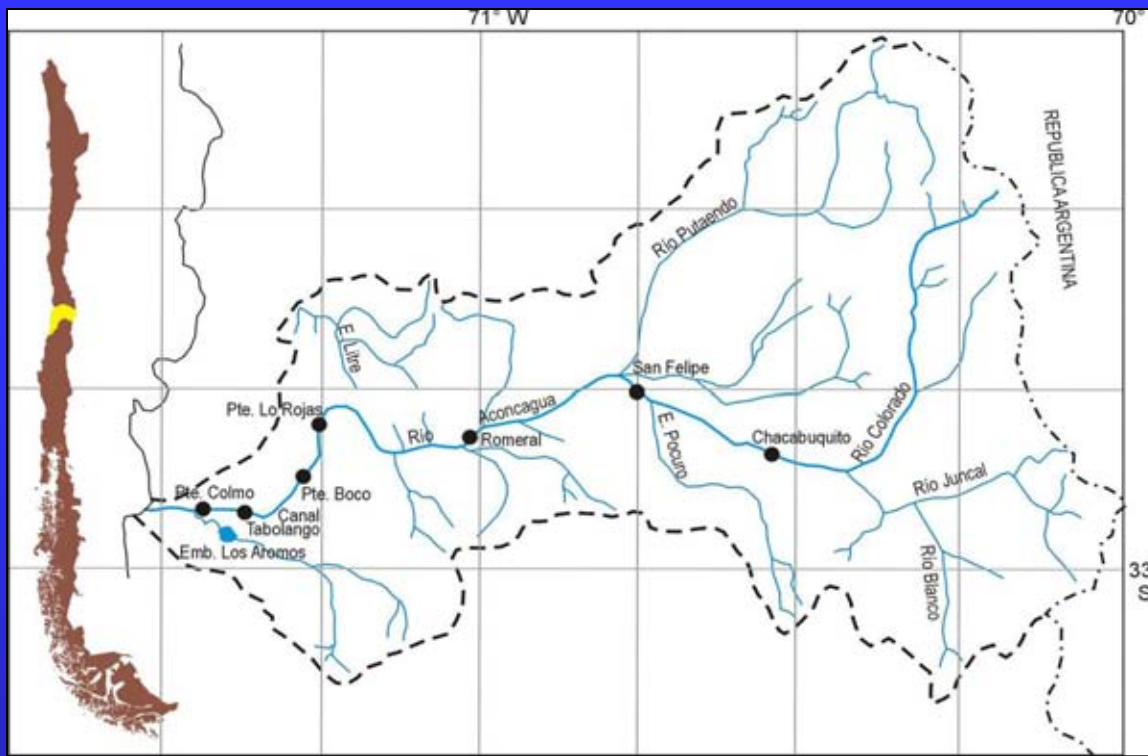 71° W
70°
REPUBLICA ARGENTINA
Río Putaendo
E. Litre
San Felipe
Pte. Lo Rojas
Aconcagua
Río
Romeral
E. Pocuro
Chacabuquito
Río Colorado
Río Juncal
Pte. Colmo
Pte. Boco
Canal
Tabolango
Emb. Los Aromos
Río Blanco
33
S